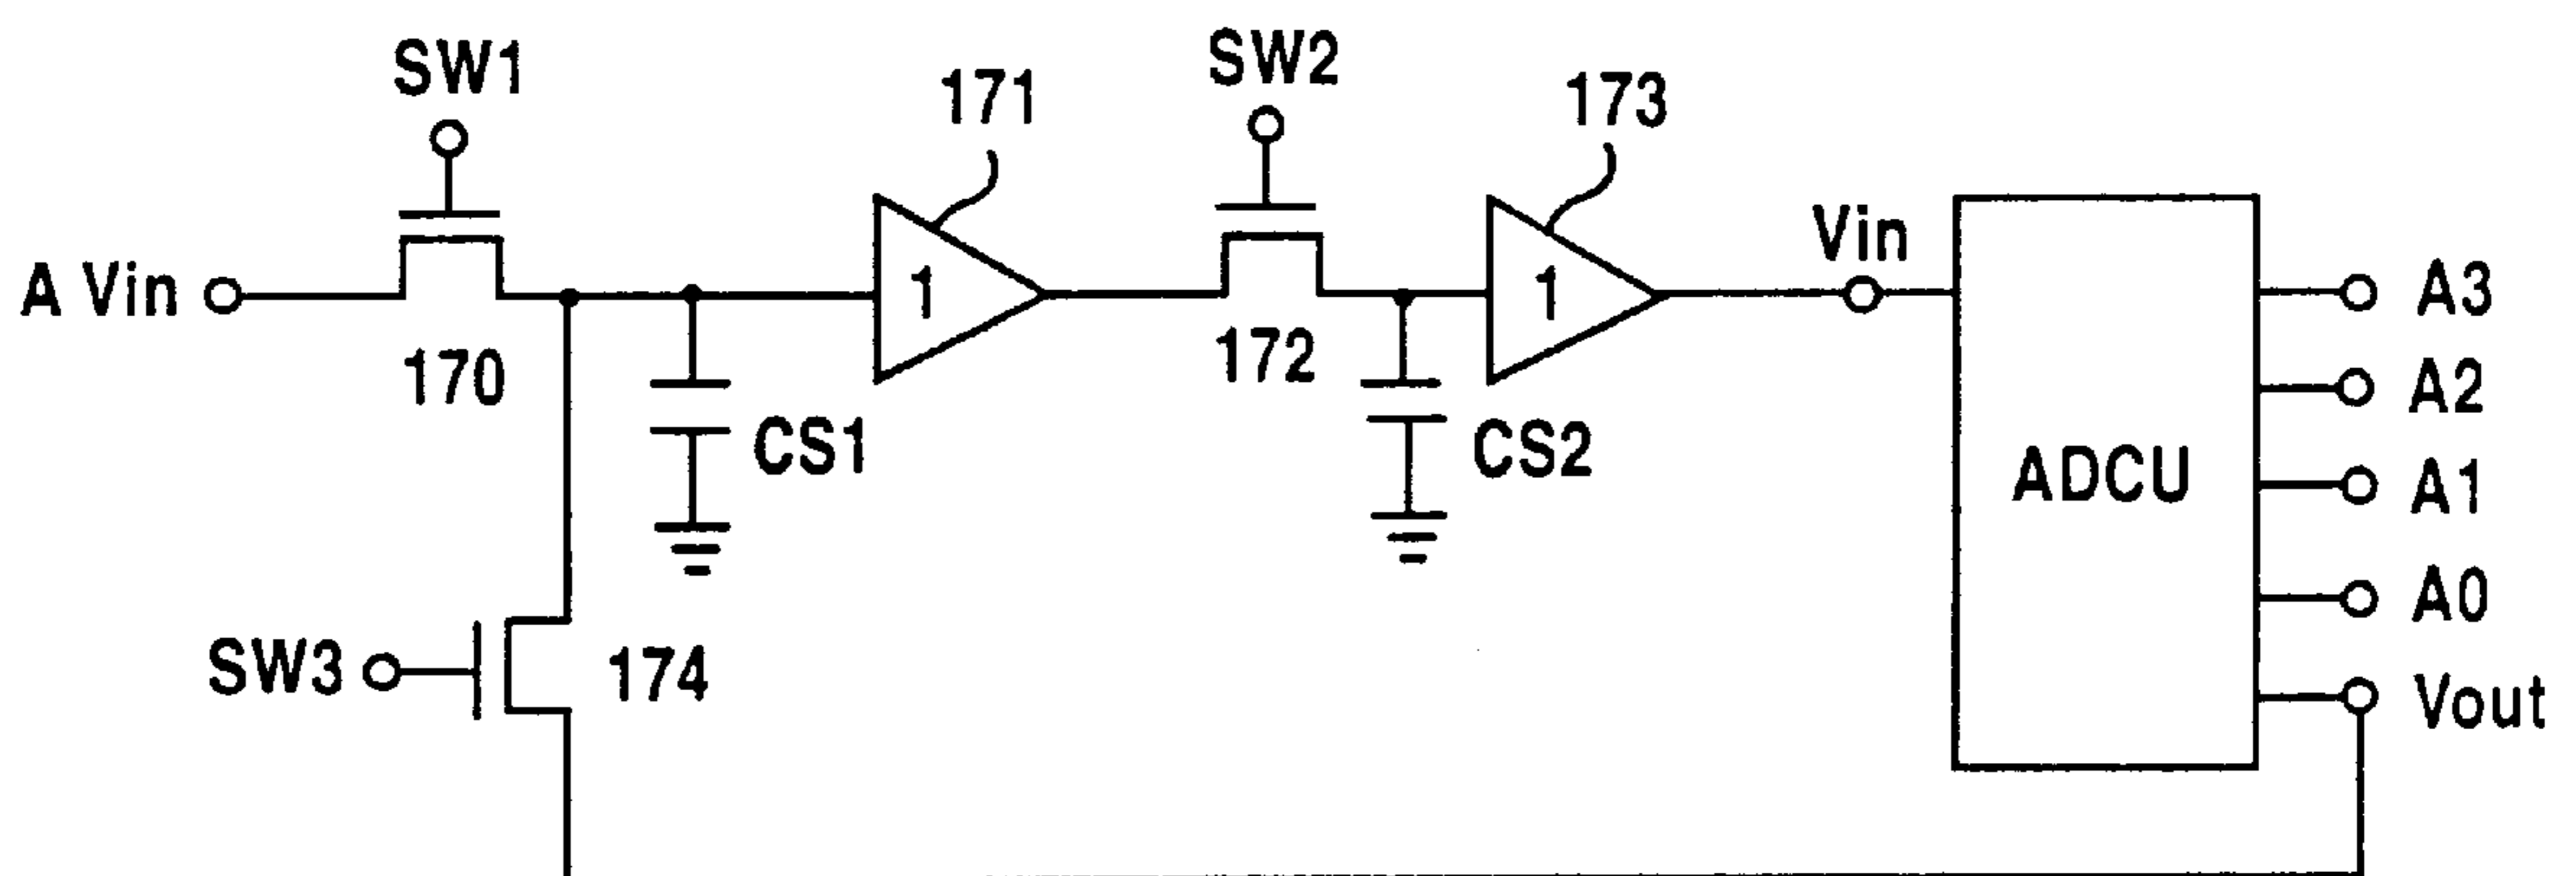 SW1
171
SW2
173
A Vin
1
1
Vin
170
172
CS1
CS2
ADCU
A3
A2
A1
A0
SW3
174
Vout